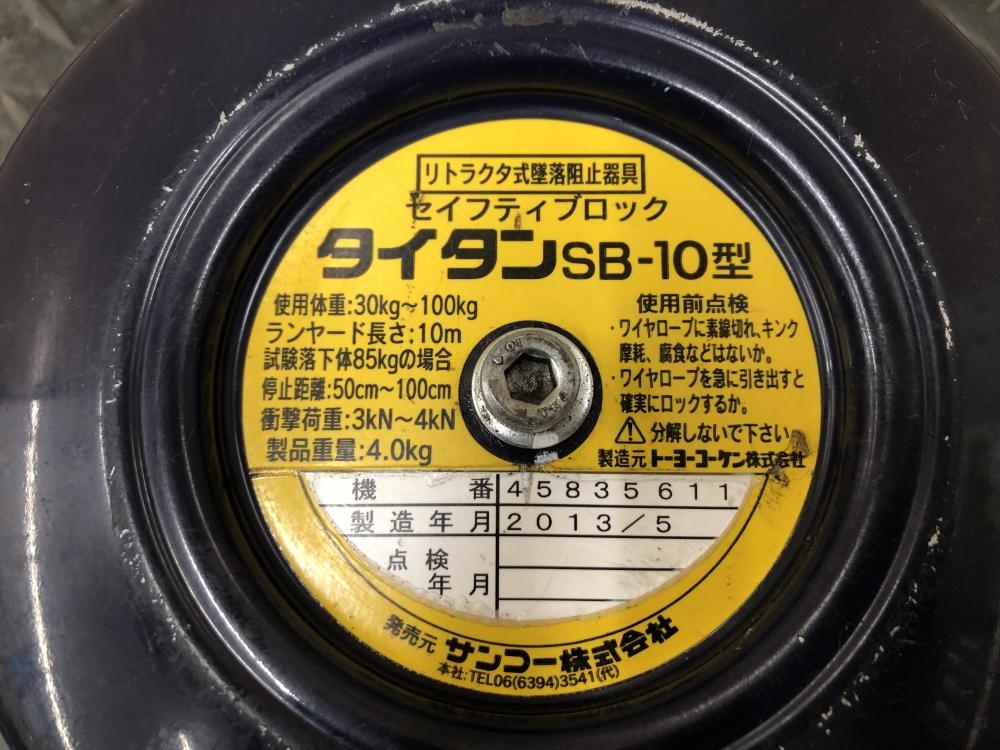 リトラクタ式墜落阻止器具
セイフティブロック
タイタンSB-10型
使用体重:30kg～100kg
ランヤード長さ:10m
試験落下体85kgの場合
停止距離:50cm～100cm
衝撃荷重:3kN～4kN
製品重量:4.0kg
使用前点検
・ワイヤロープに素線切れ、キンク
摩耗、腐食などはないか。
・ワイヤロープを急に引き出すと
確実にロックするか。
⚠分解しないで下さい
製造元 トーヨーコーケン株式会社
機番 45835611
製造年月 2013/5
点検
年月
発売元 サンコー株式会社
本社:TEL06(6394)3541(代)